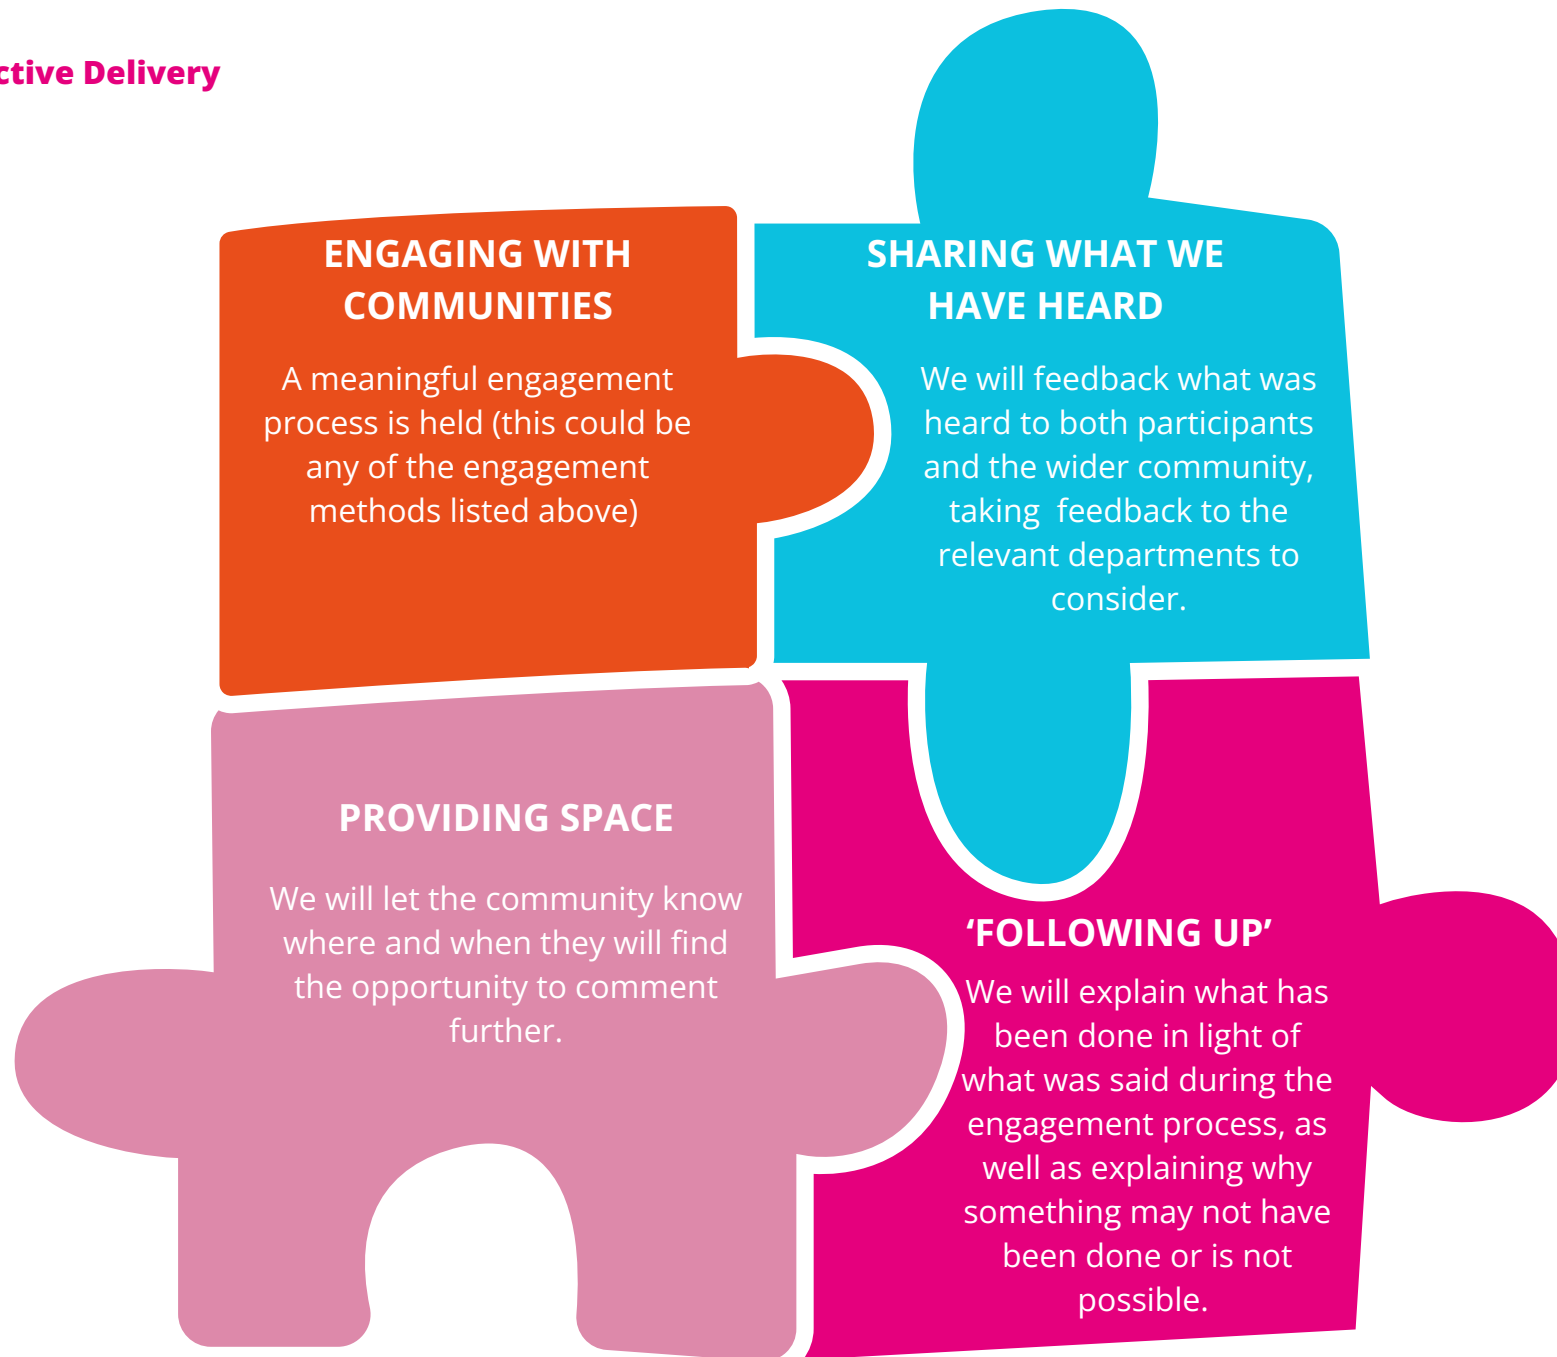 Delivery
ENGAGING WITH
COMMUNITIES
A meaningful engagement
process is held (this could be
any of the engagement
methods listed above)
SHARING WHAT WE
HAVE HEARD
We will feedback what was
heard to both participants
and the wider community,
taking  feedback to the
relevant departments to
consider.
PROVIDING SPACE
We will let the community know
where and when they will find
the opportunity to comment
further.
‘FOLLOWING UP’
We will explain what has
been done in light of
what was said during the
engagement process, as
well as explaining why
something may not have
been done or is not
possible.